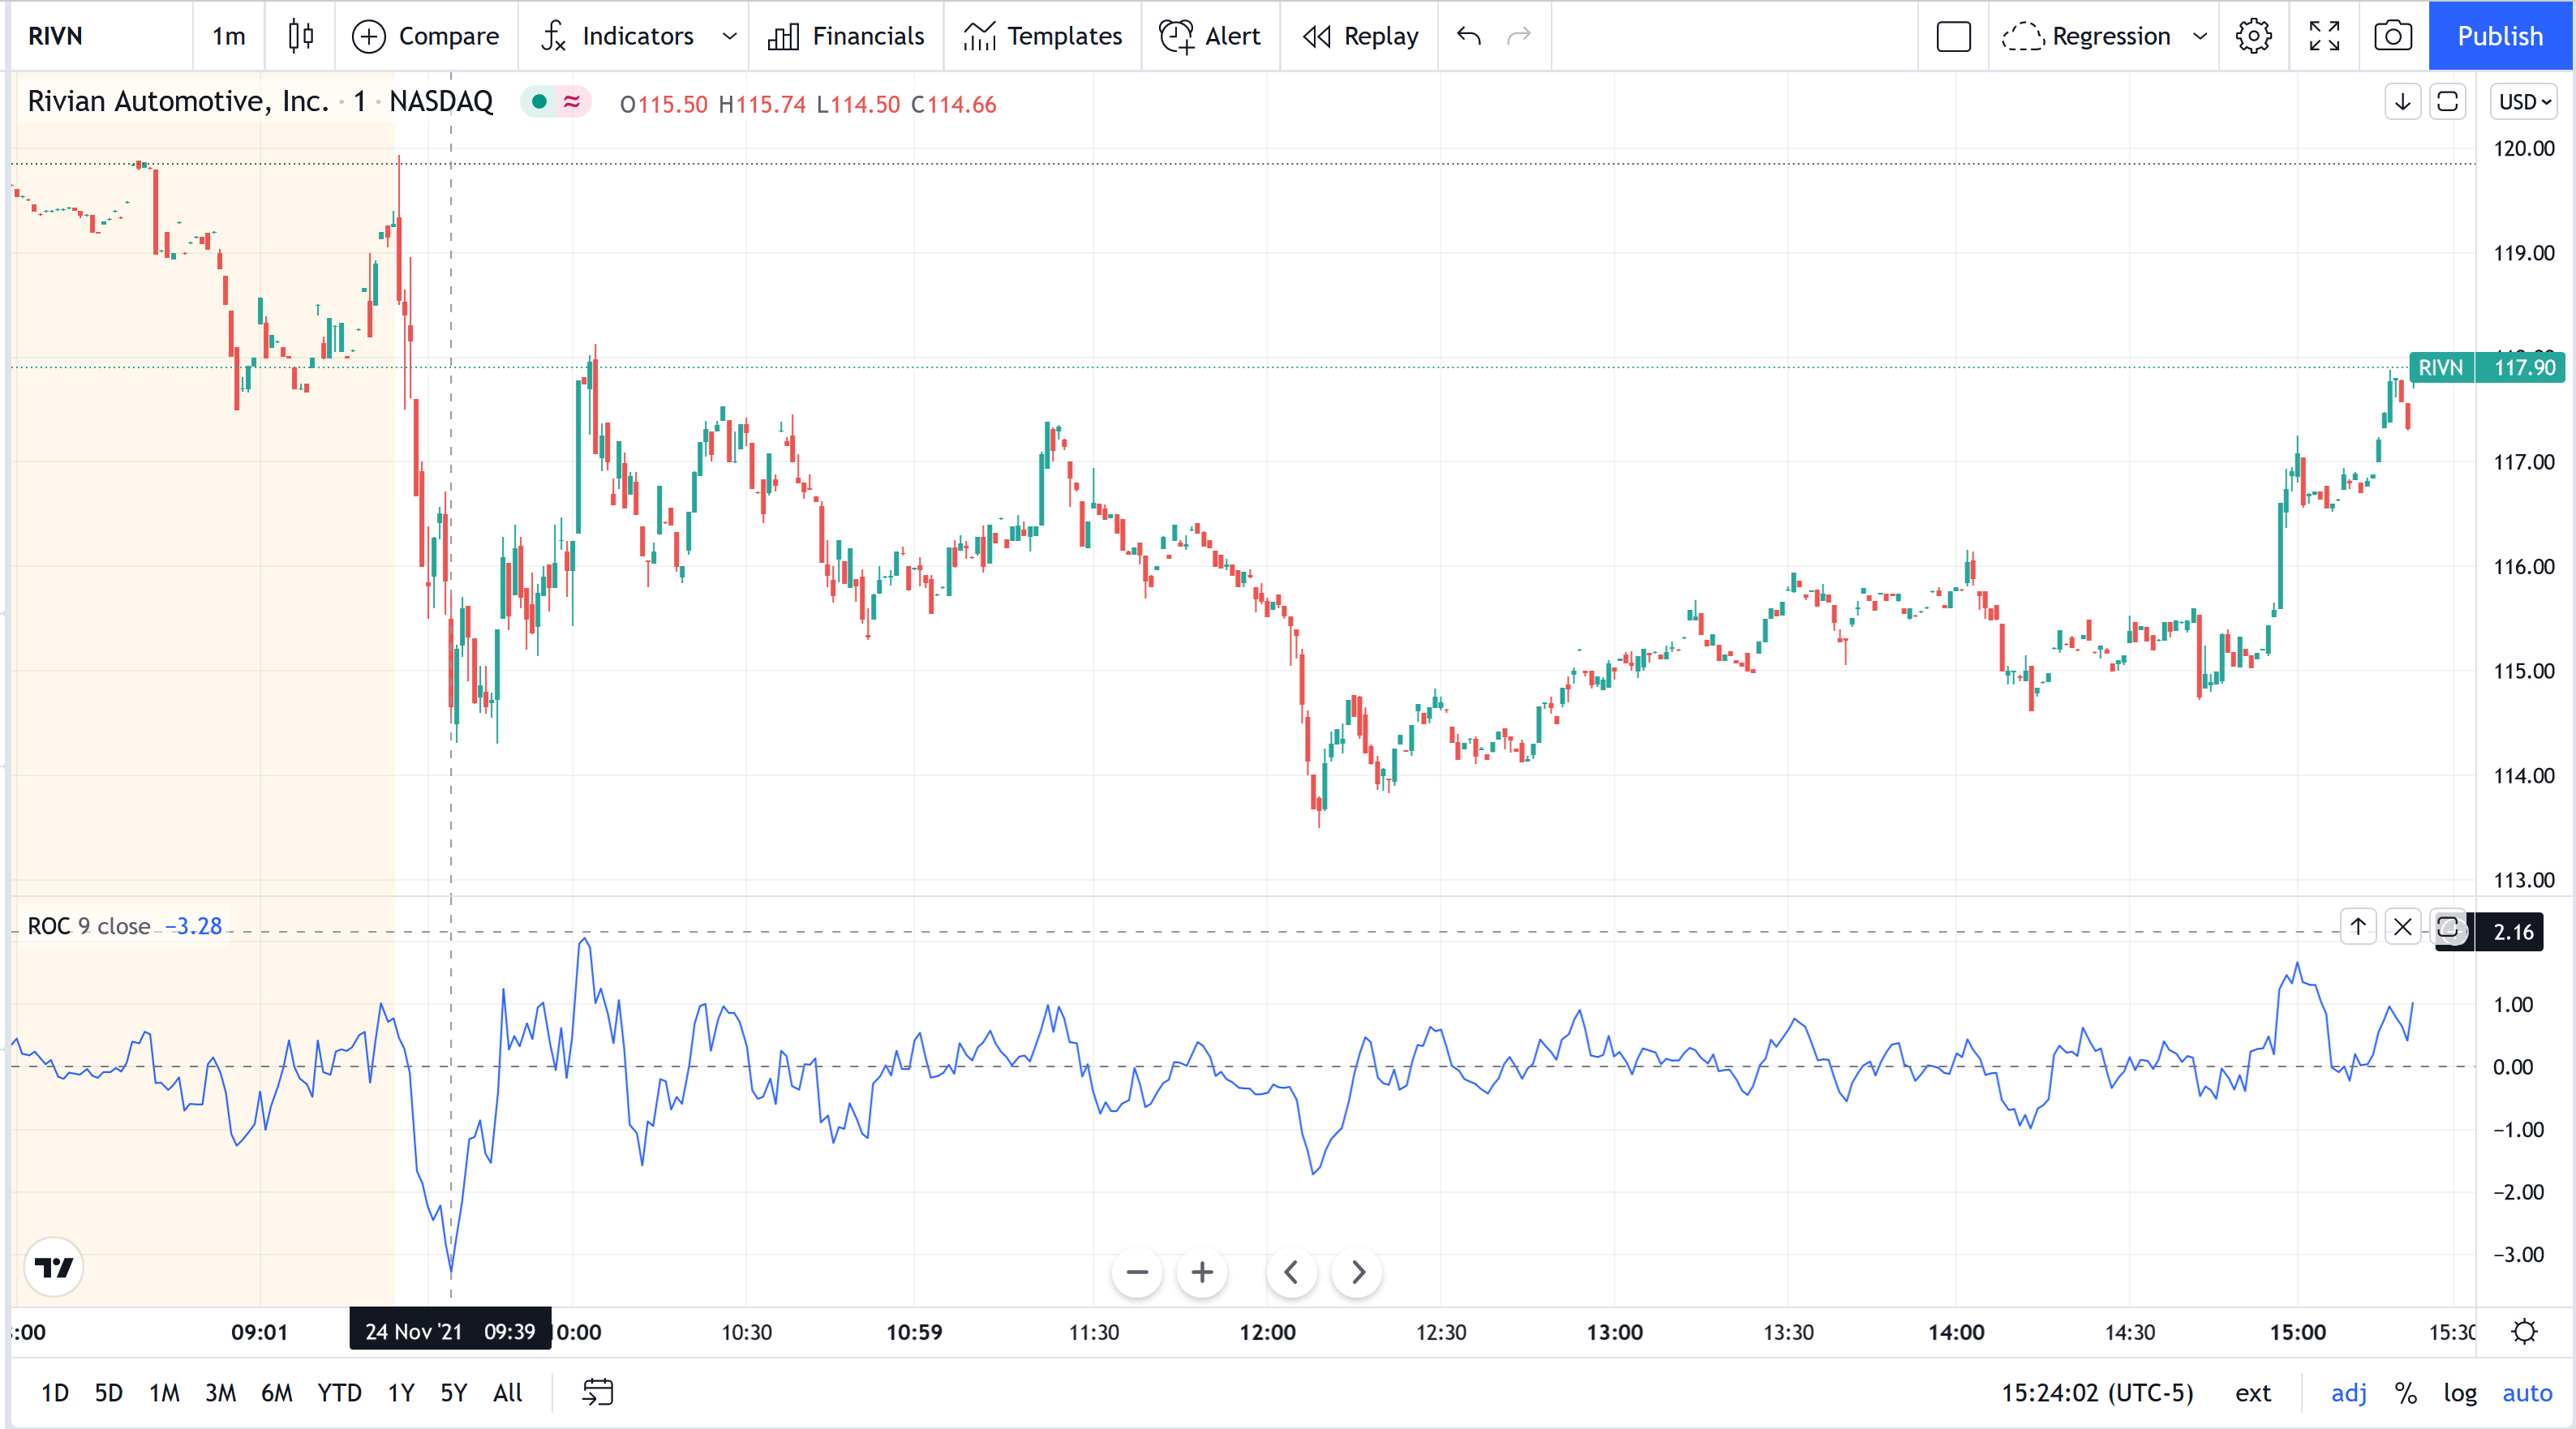 RIVN 1m Compare Indicators Financials Templates Alert Replay Regression Publish
Rivian Automotive, Inc. · 1 · NASDAQ ≈ O115.50 H115.74 L114.50 C114.66 USD
120.00
119.00
RIVN 117.90
117.00
116.00
115.00
114.00
113.00
ROC 9 close −3.28
2.16
1.00
0.00
−1.00
−2.00
−3.00
:00 09:01 24 Nov '21 09:39 10:00 10:30 10:59 11:30 12:00 12:30 13:00 13:30 14:00 14:30 15:00 15:30
1D 5D 1M 3M 6M YTD 1Y 5Y All 15:24:02 (UTC-5) ext adj % log auto